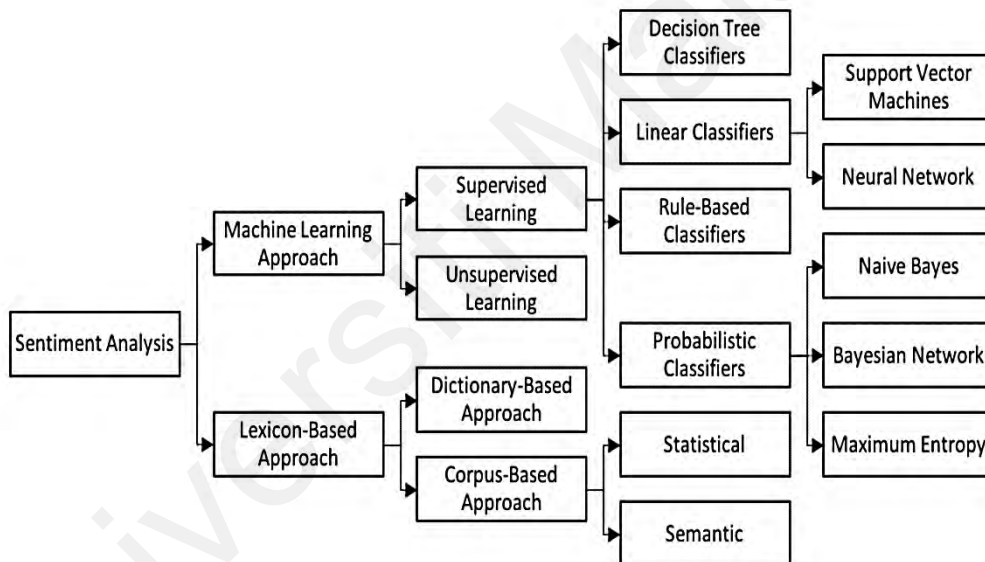 Decision Tree
Classifiers
Support Vector
Machines
Linear Classifiers
Supervised
Learning
Neural Network
Rule-Based
Classifiers
Machine Learning
Approach
Naive Bayes
Unsupervised
Learning
Sentiment Analysis
Probabilistic
Classifiers
Bayesian Network
Dictionary-Based
Approach
Lexicon-Based
Approach
Statistical
Maximum Entropy
Corpus-Based
Approach
Semantic